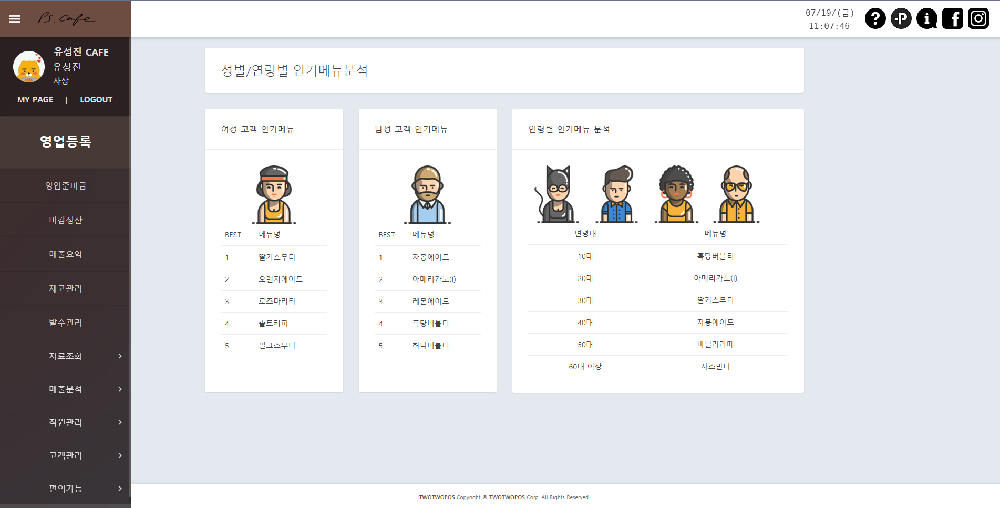 P.S. Cafe
07/19/(금)
11:07:46
유성진 CAFE
유성진
사장
MY PAGE | LOGOUT
영업등록
영업준비금
마감정산
매출요약
재고관리
발주관리
자료조회
매출분석
직원관리
고객관리
편의기능
성별/연령별 인기메뉴분석
여성 고객 인기메뉴
BEST 메뉴명
1 딸기스무디
2 오렌지에이드
3 로즈마리티
4 솔트커피
5 밀크스무디
남성 고객 인기메뉴
BEST 메뉴명
1 자몽에이드
2 아메리카노(I)
3 레몬에이드
4 흑당버블티
5 허니버블티
연령별 인기메뉴 분석
연령대 메뉴명
10대 흑당버블티
20대 아메리카노(I)
30대 딸기스무디
40대 자몽에이드
50대 바닐라라떼
60대 이상 자스민티
TWOTWOPOS Copyright © TWOTWOPOS Corp. All Rights Reserved.